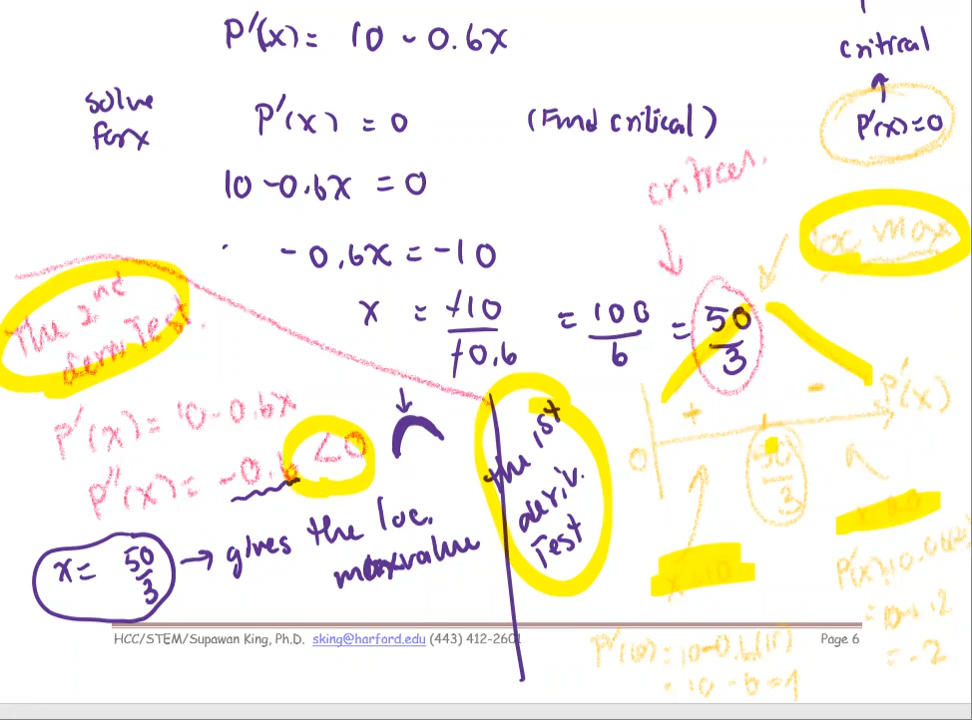 P'(x) = 10 - 0.6x
critical
P'(x) = 0
solve
for x
P'(x) = 0 (Find critical)
10 - 0.6x = 0
- 0.6x = -10
x = +10 / +0.6 = 100 / 6 = 50 / 3
critical
loc max
The 2nd
deriv Test.
P'(x) = 10 - 0.6x
P''(x) = -0.6 < 0
x = 50 / 3 → gives the loc.
max value
the 1st
deriv.
Test
P'(x)
+ -
0
50 / 3
x = 10
P'(10) = 10 - 0.6(10)
= 10 - 6 = 4
= 10 - 12
= -2
HCC/STEM/Supawan King, Ph.D. sking@harford.edu (443) 412-2601 Page 6